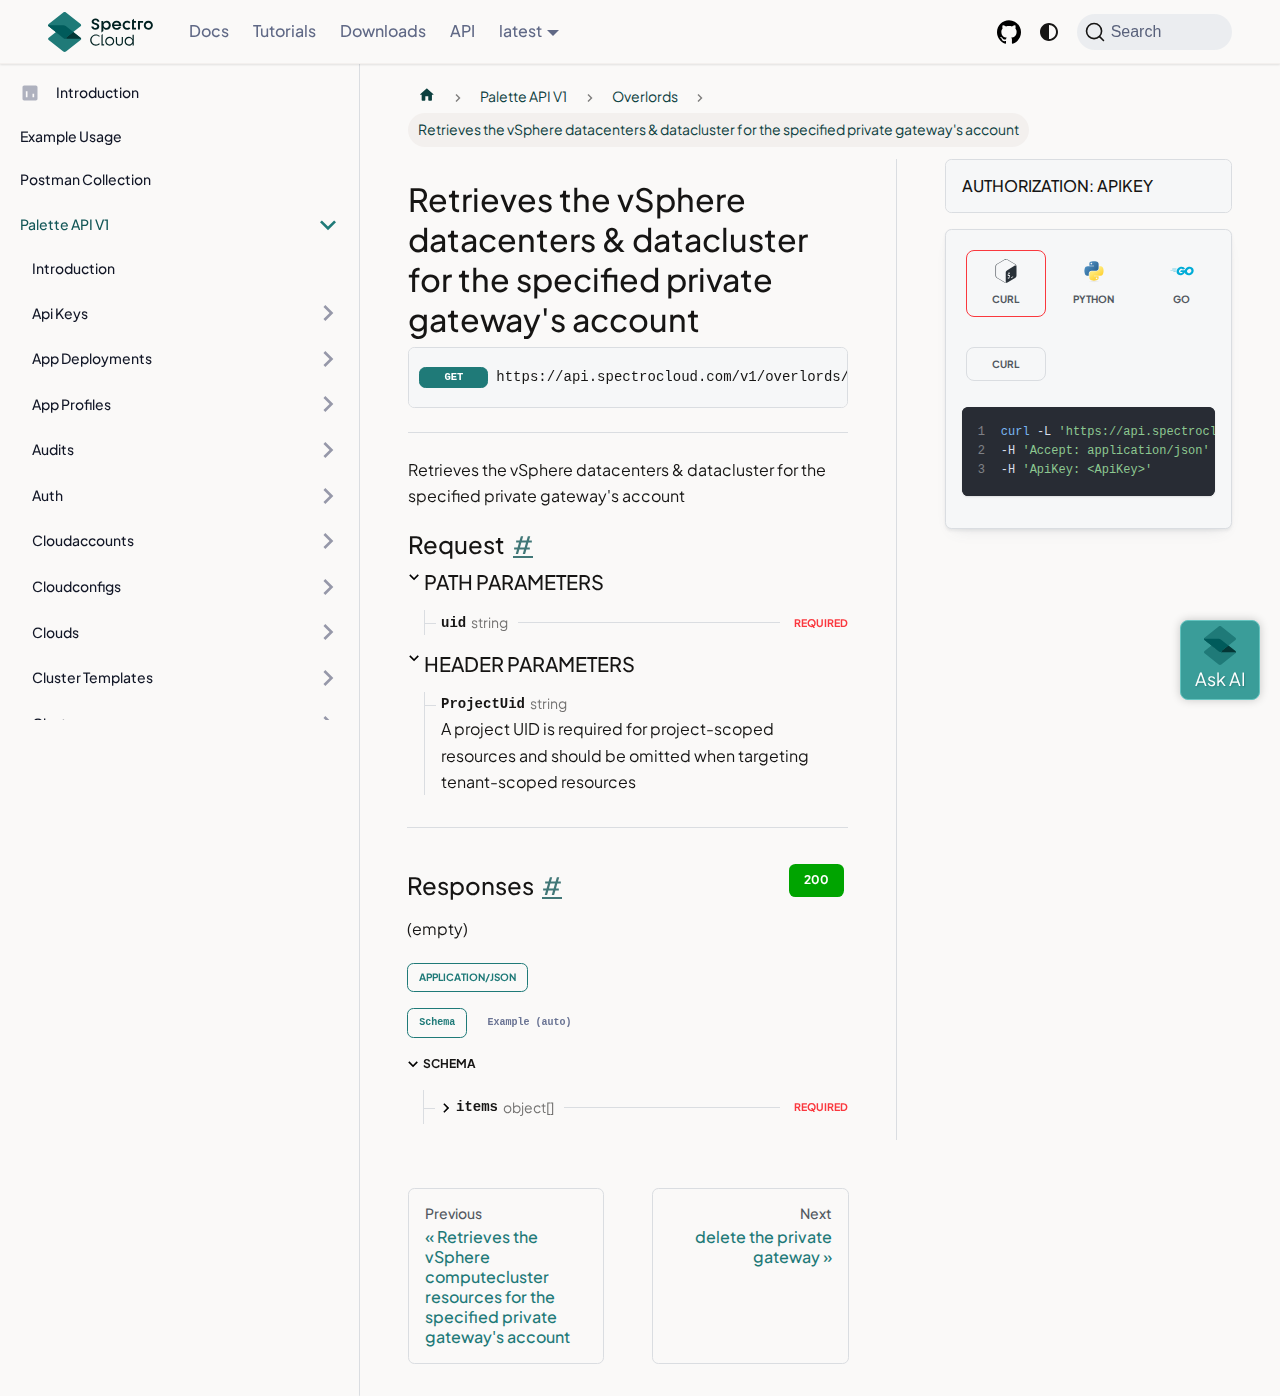 Spectro Cloud
Docs
Tutorials
Downloads
API
latest
Search
Introduction
Example Usage
Postman Collection
Palette API V1
Introduction
Api Keys
App Deployments
App Profiles
Audits
Auth
Cloudaccounts
Cloudconfigs
Clouds
Cluster Templates
Palette API V1
Overlords
Retrieves the vSphere datacenters & datacluster for the specified private gateway's account
Retrieves the vSphere
datacenters & datacluster
for the specified private
gateway's account
GET https://api.spectrocloud.com/v1/overlords/
Retrieves the vSphere datacenters & datacluster for the
specified private gateway's account
Request #
PATH PARAMETERS
uid string REQUIRED
HEADER PARAMETERS
ProjectUid string
A project UID is required for project-scoped
resources and should be omitted when targeting
tenant-scoped resources
Responses #
200
(empty)
APPLICATION/JSON
Schema Example (auto)
SCHEMA
items object[] REQUIRED
Previous
« Retrieves the
vSphere
computecluster
resources for the
specified private
gateway's account
Next
delete the private
gateway »
AUTHORIZATION: APIKEY
CURL
PYTHON
GO
CURL
1 curl -L 'https://api.spectrocl
2 -H 'Accept: application/json'
3 -H 'ApiKey: <ApiKey>'
Ask AI